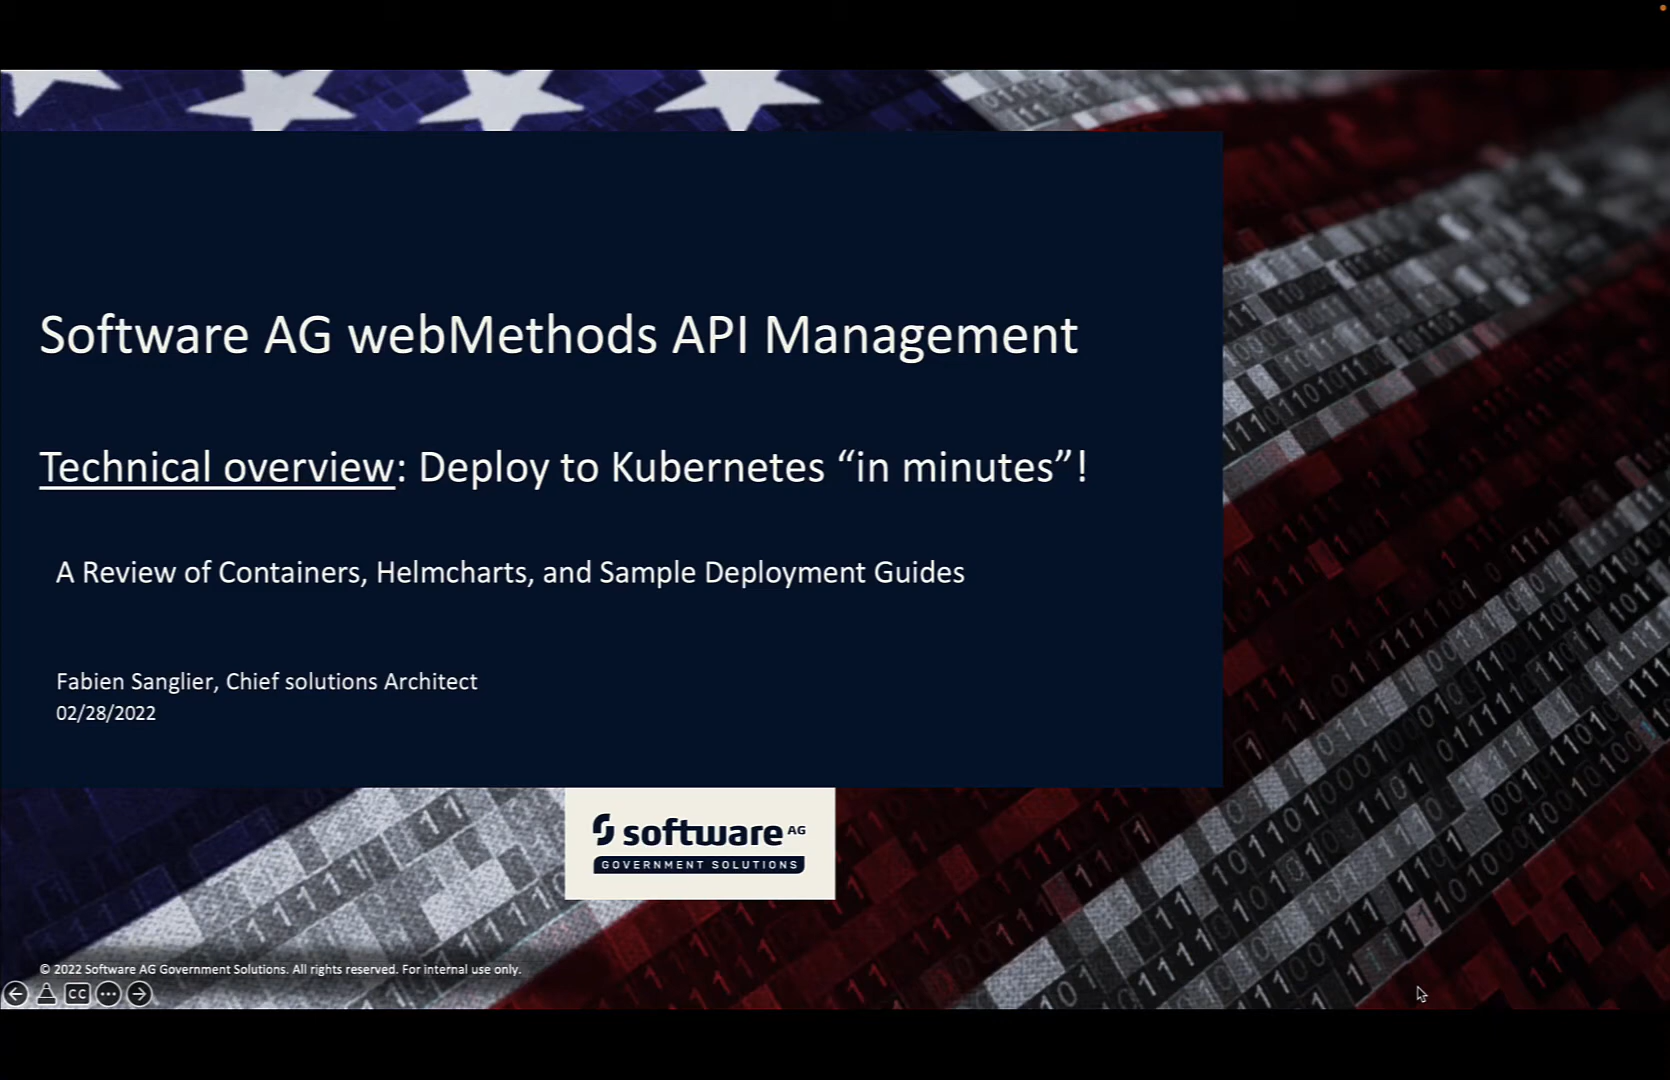 Software AG webMethods API Management
Technical overview: Deploy to Kubernetes “in minutes”!
A Review of Containers, Helmcharts, and Sample Deployment Guides
Fabien Sanglier, Chief solutions Architect
02/28/2022
software AG
GOVERNMENT SOLUTIONS
© 2022 Software AG Government Solutions. All rights reserved. For internal use only.
CC